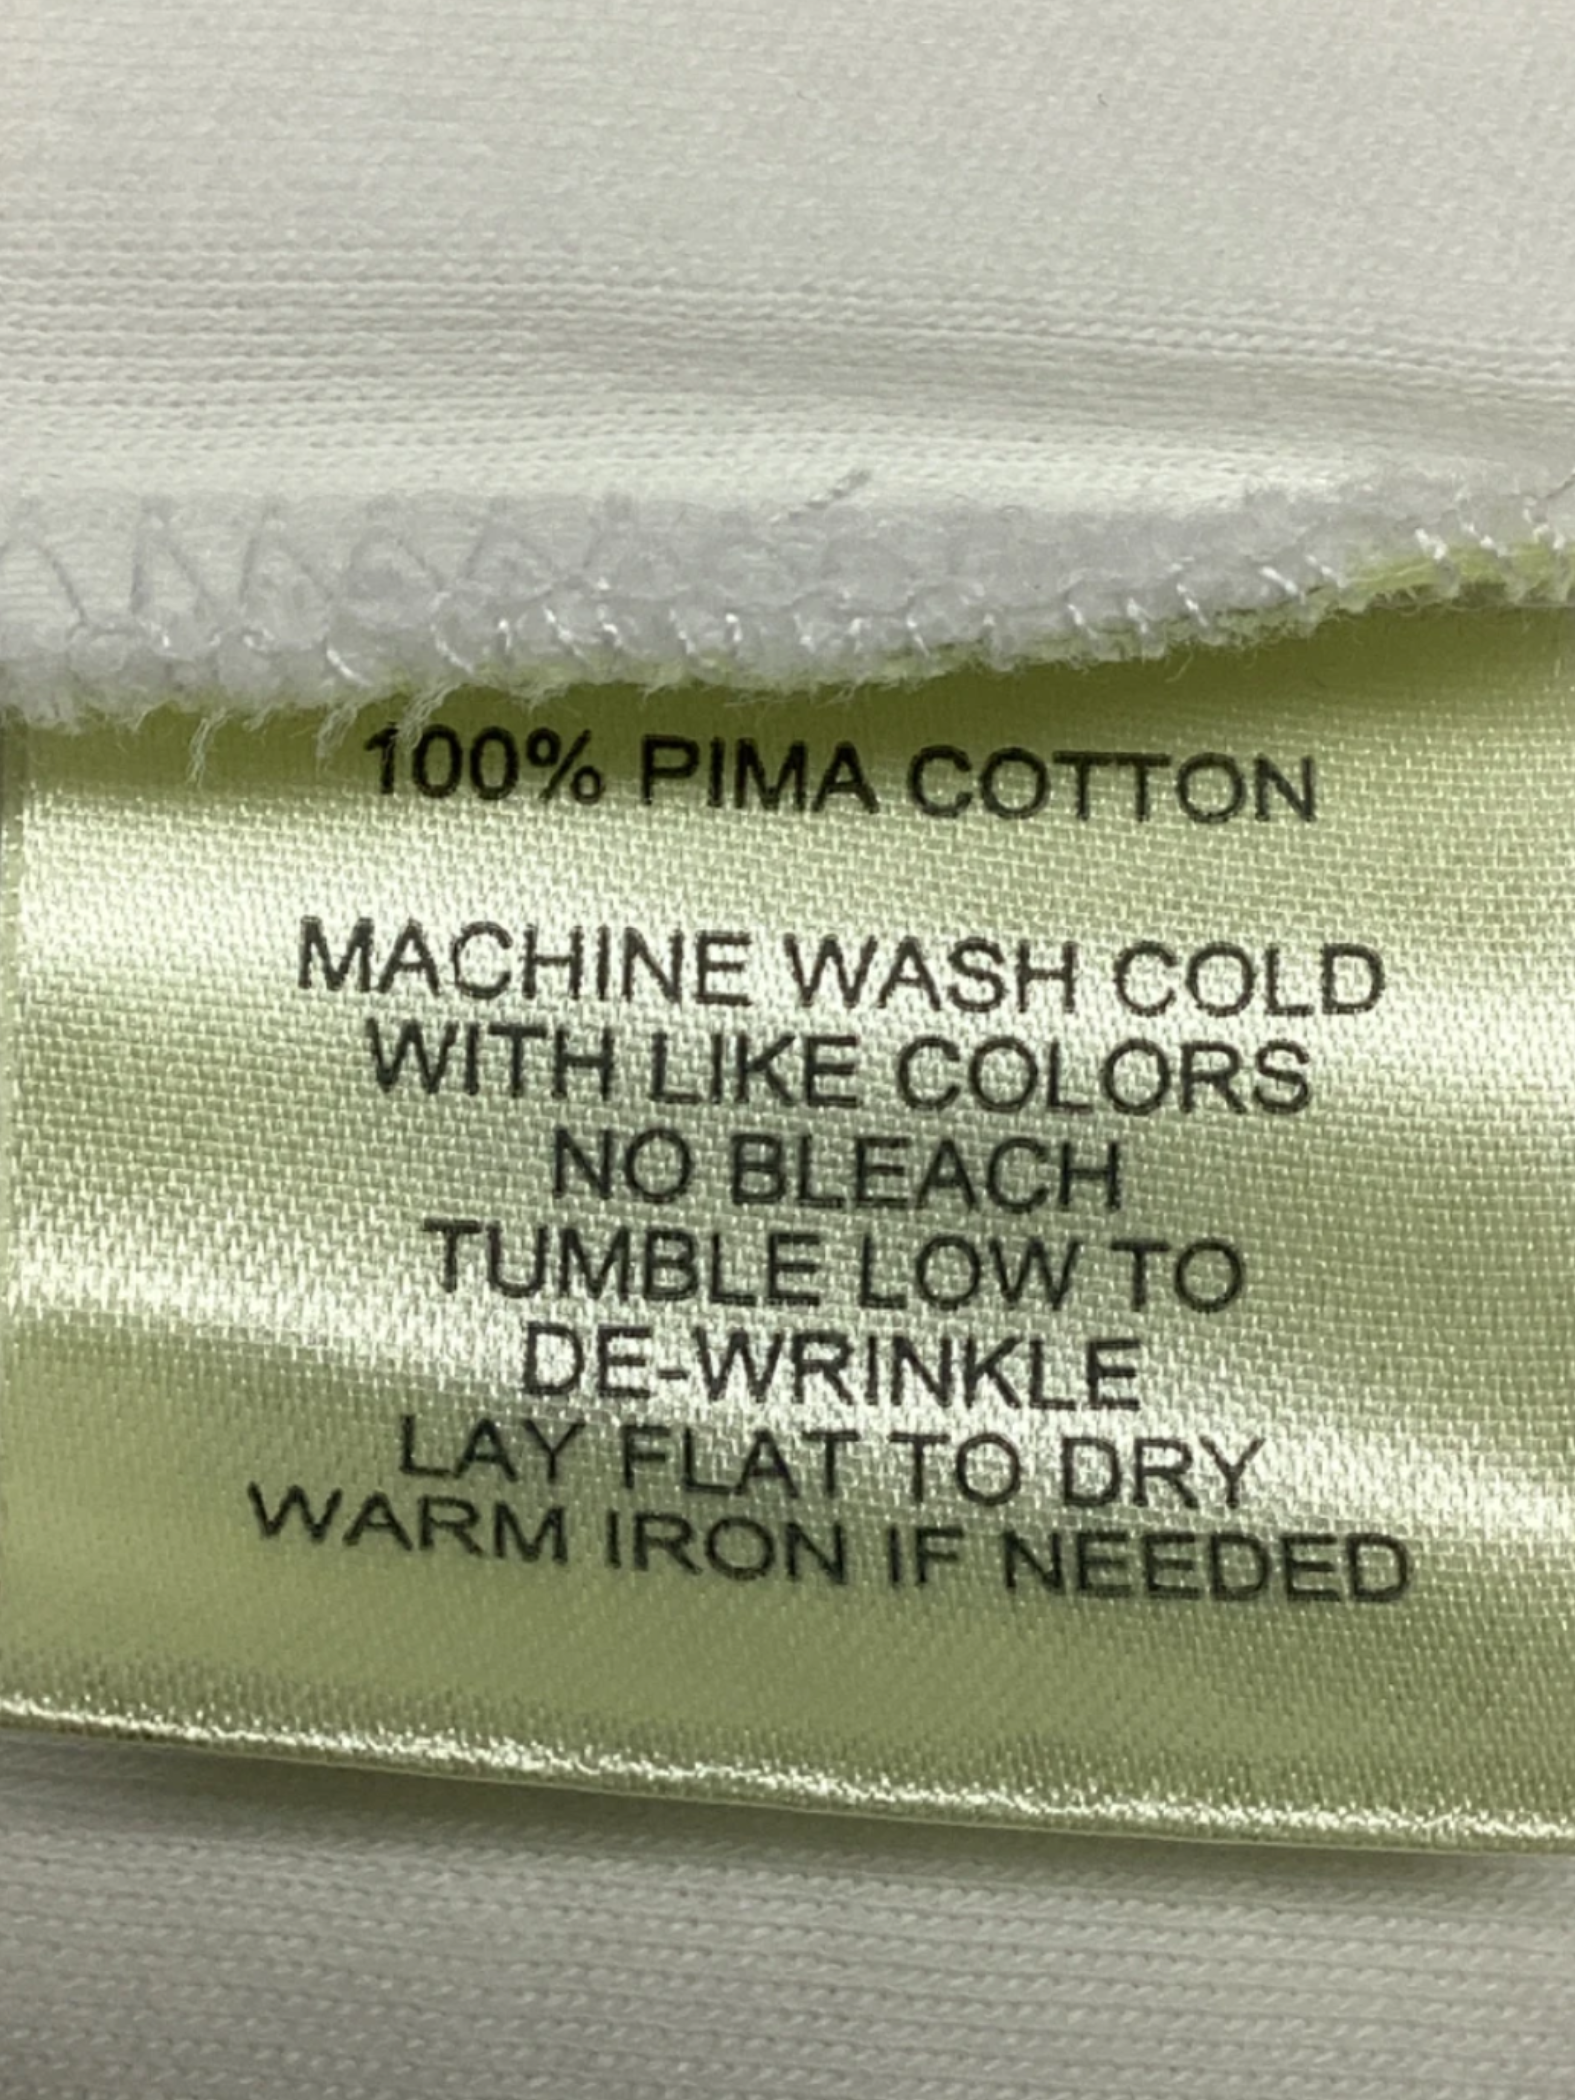 100% PIMA COTTON
MACHINE WASH COLD
WITH LIKE COLORS
NO BLEACH
TUMBLE LOW TO
DE-WRINKLE
LAY FLAT TO DRY
WARM IRON IF NEEDED